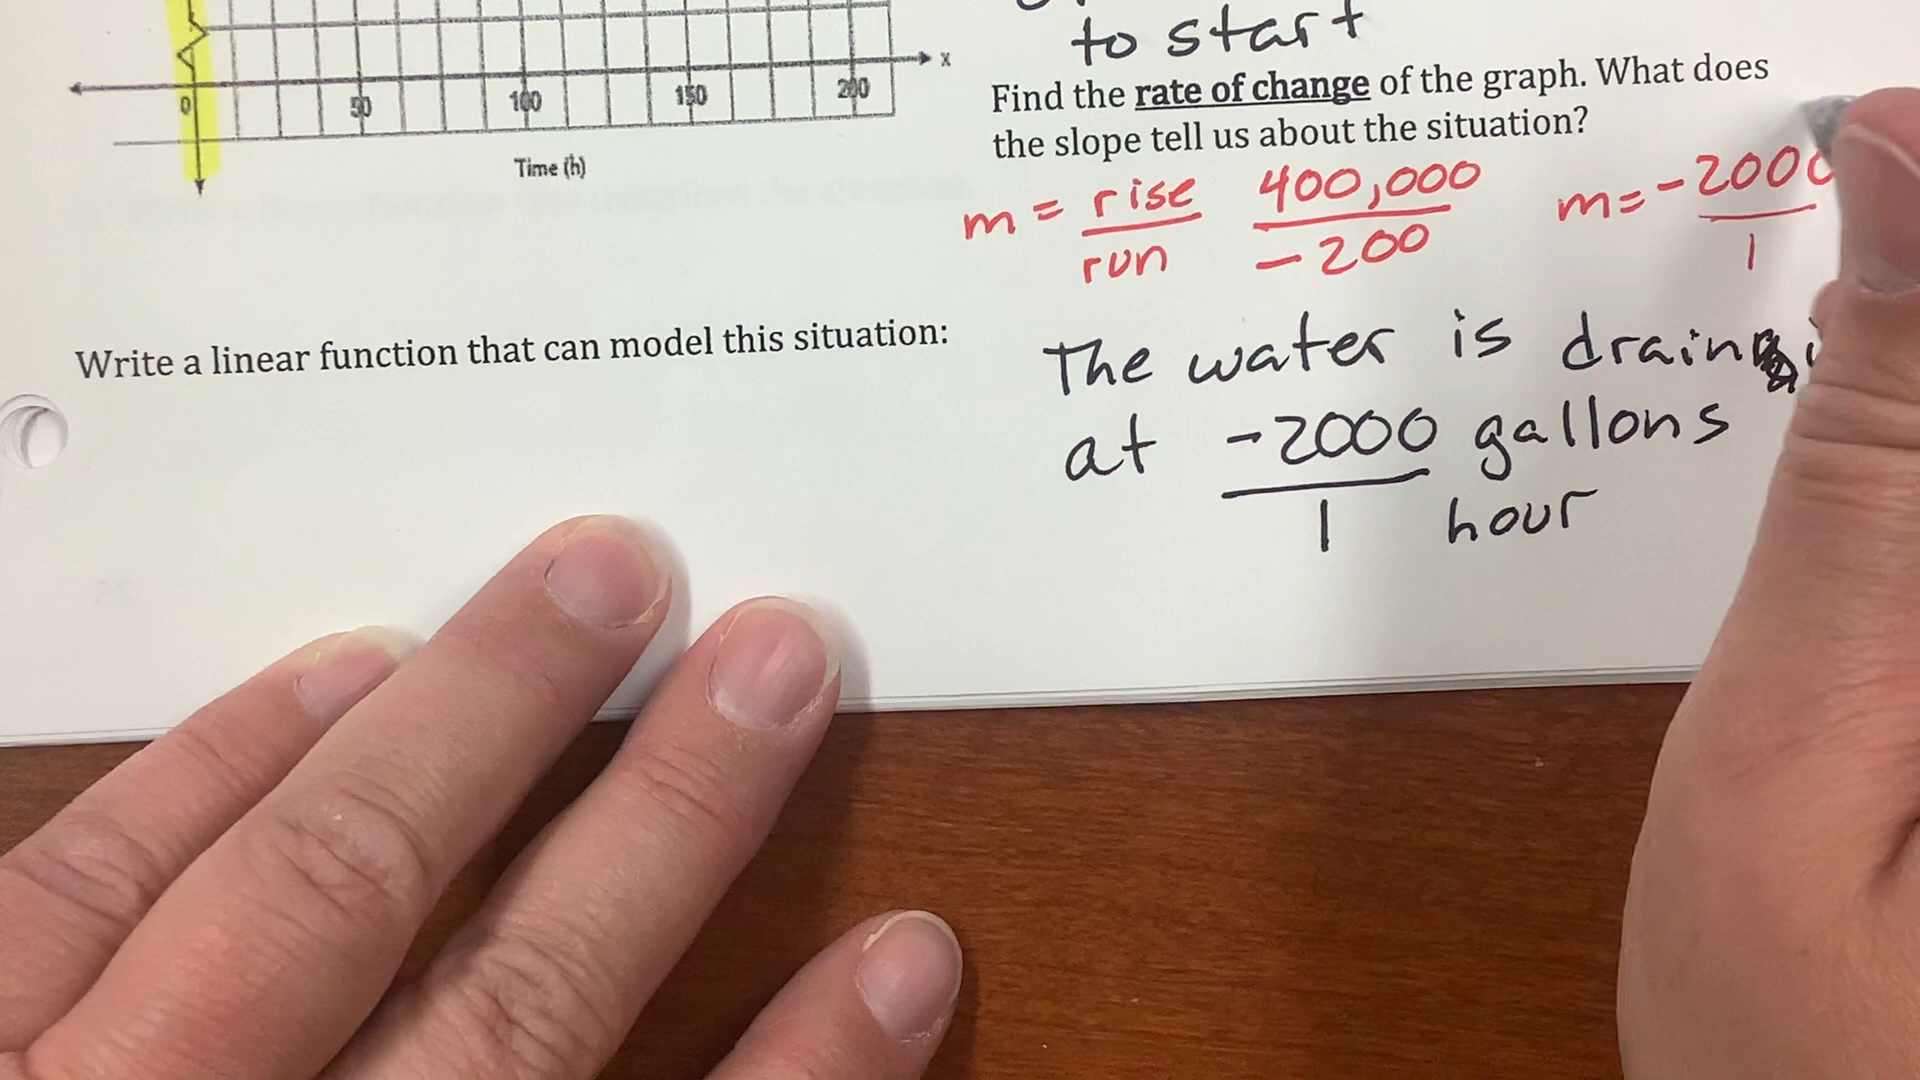 to start
x
0 50 100 150 200
Time (h)
Find the rate of change of the graph. What does
the slope tell us about the situation?
m = rise 400,000 m = -2000
run -200 1
Write a linear function that can model this situation:
The water is drain
at -2000 gallons
1 hour